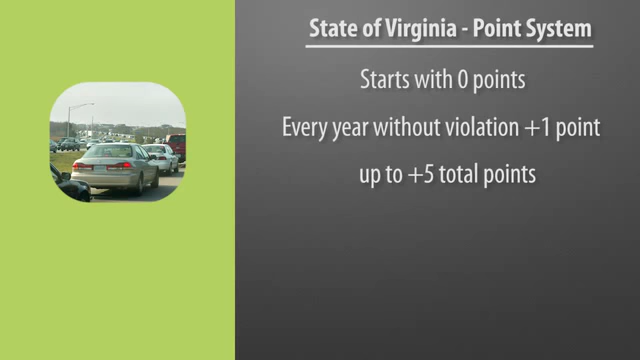 State of Virginia - Point System
Starts with 0 points
Every year without violation +1 point
up to +5 total points